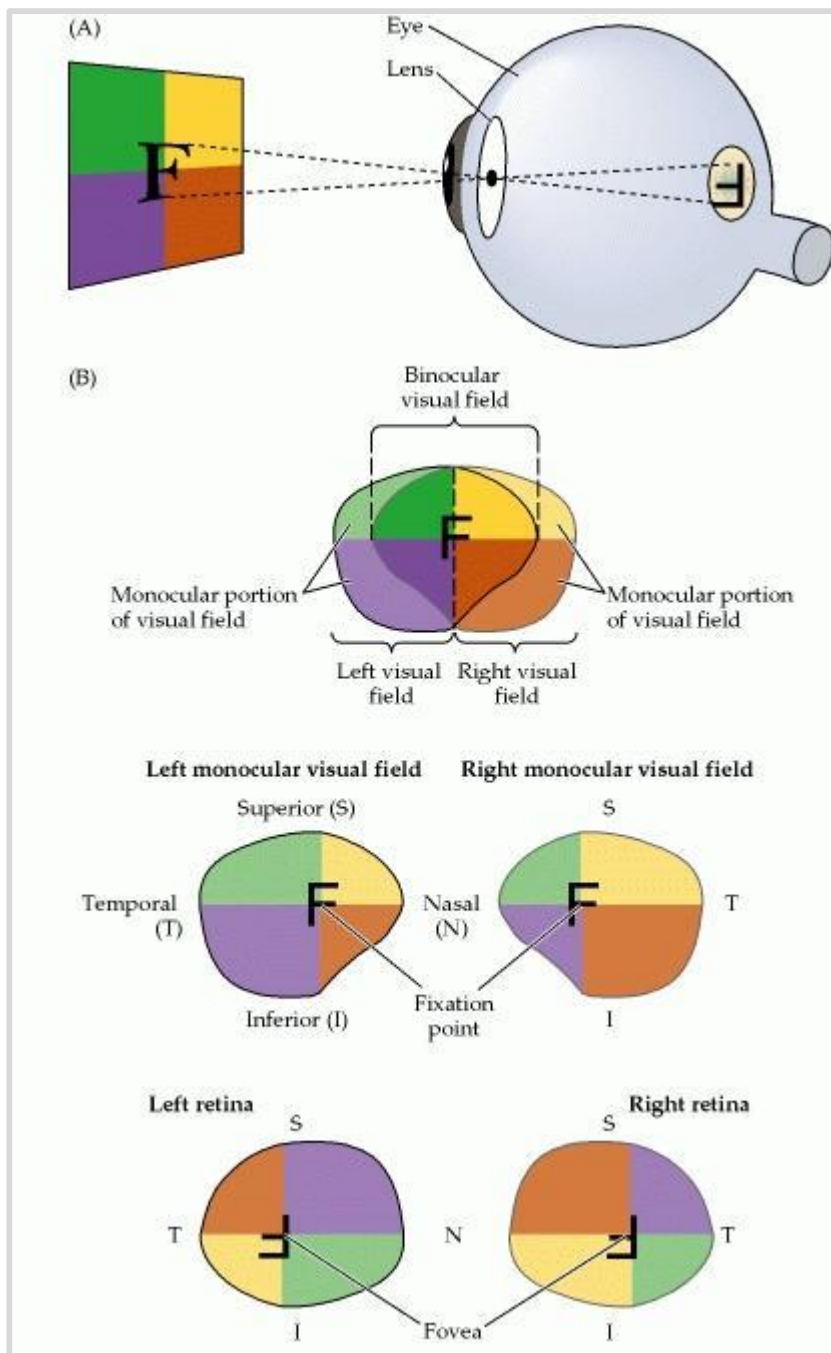 (A)
Eye
Lens
F
F
(B)
Binocular
visual field
F
Monocular portion
of visual field
Monocular portion
of visual field
Left visual
field
Right visual
field
Left monocular visual field
Right monocular visual field
Superior (S)
S
F
F
Temporal
(T)
Nasal
(N)
T
Fixation
point
Inferior (I)
I
Left retina
Right retina
S
S
F
F
T
N
T
Fovea
I
I